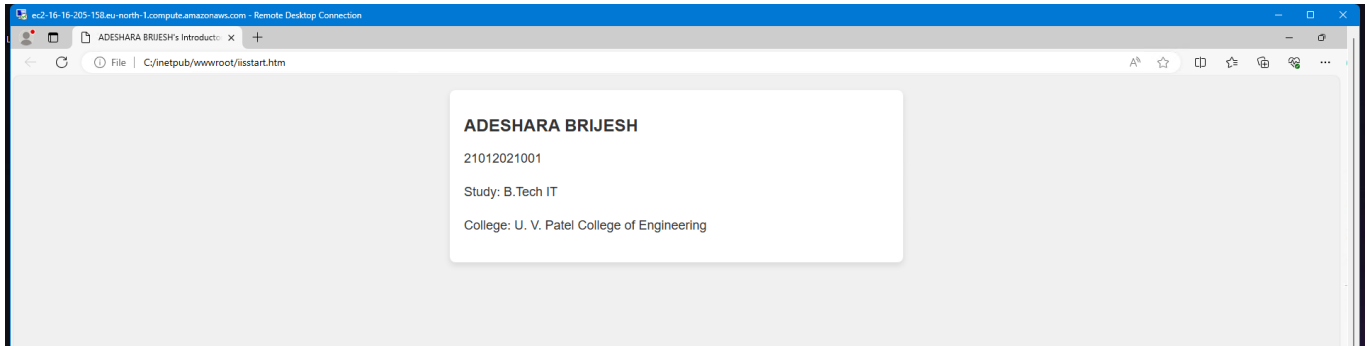 ec2-16-16-205-158.eu-north-1.compute.amazonaws.com - Remote Desktop Connection
ADESHARA BRIJESH's Introducto
File | C:/inetpub/wwwroot/iisstart.htm
ADESHARA BRIJESH
21012021001
Study: B.Tech IT
College: U. V. Patel College of Engineering